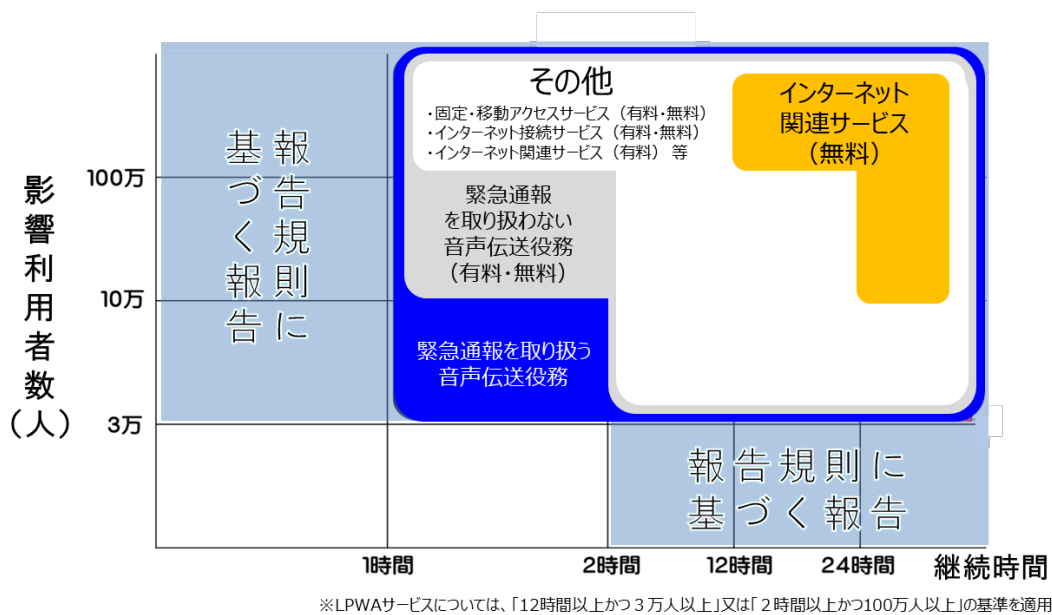 その他
・固定・移動アクセスサービス（有料・無料）
・インターネット接続サービス（有料・無料）
・インターネット関連サービス（有料）等
インターネット
関連サービス
（無料）
報告規則に
基づく報告
緊急通報
を取り扱わない
音声伝送役務
（有料・無料）
緊急通報を取り扱う
音声伝送役務
影響利用者数（人）
100万
10万
3万
報告規則に
基づく報告
1時間
2時間
12時間
24時間
継続時間
※LPWAサービスについては、「12時間以上かつ３万人以上」又は「２時間以上かつ100万人以上」の基準を適用